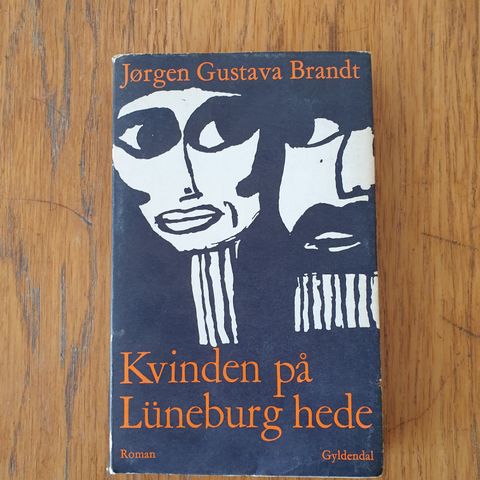 Jørgen Gustava Brandt
Kvinden på
Lüneburg hede
Roman Gyldendal